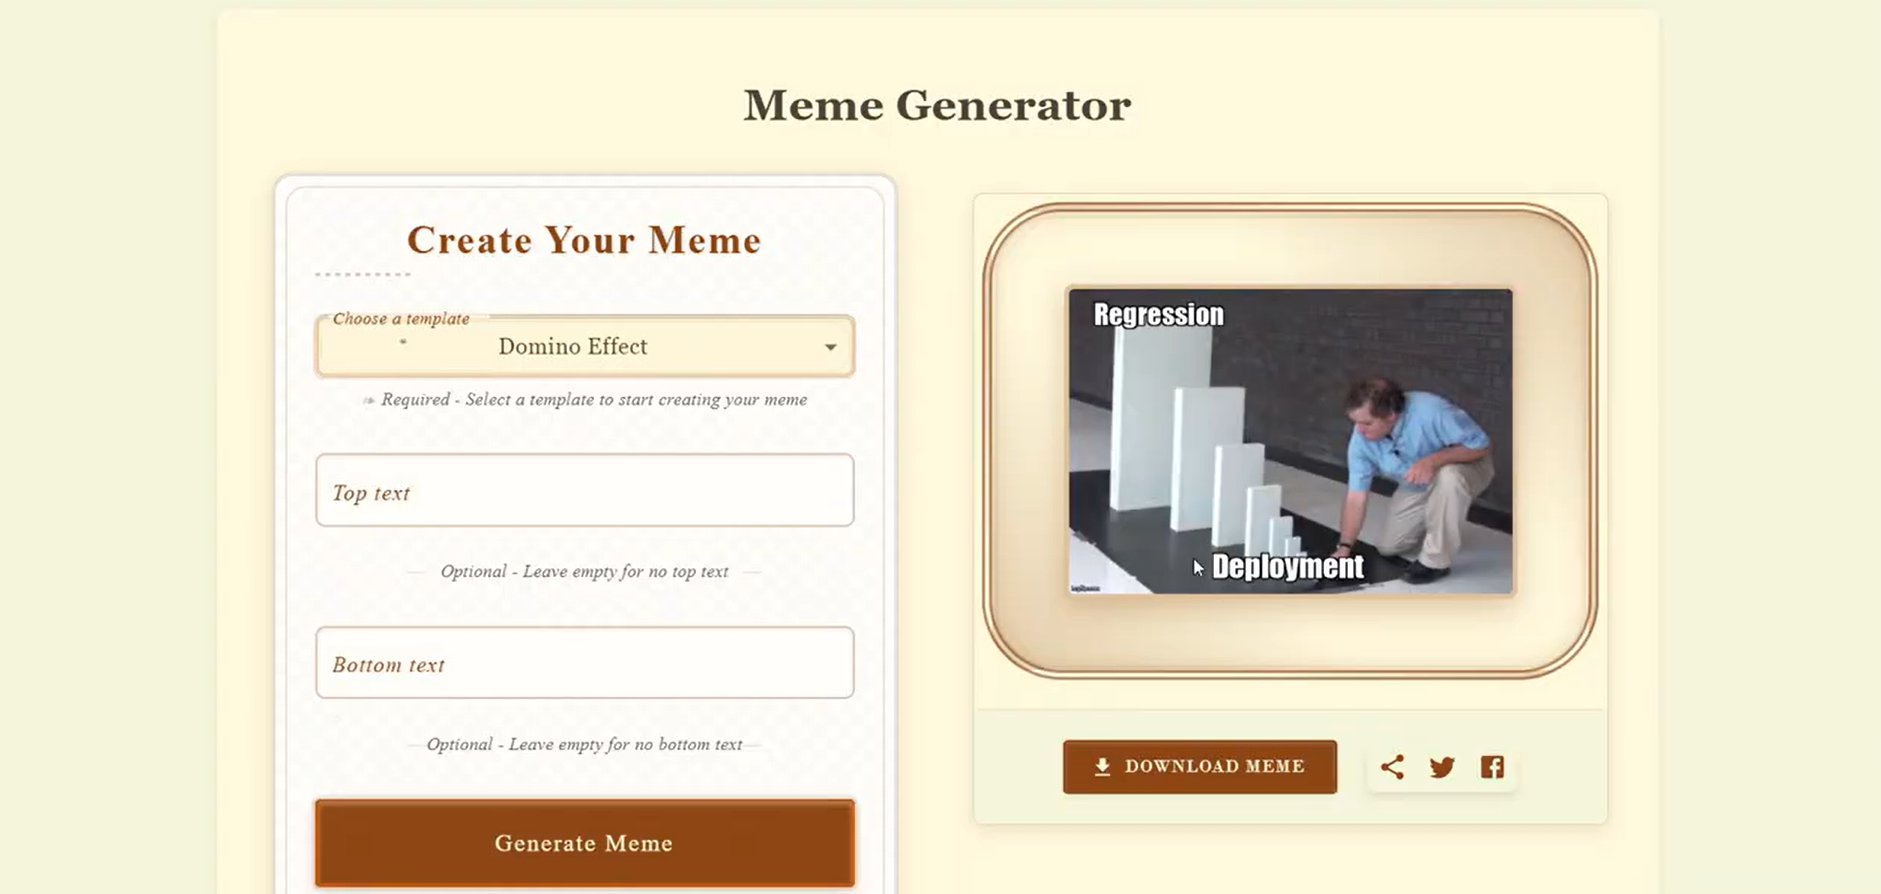 Meme Generator
Create Your Meme
Choose a template
*
Domino Effect
Required - Select a template to start creating your meme
Top text
Optional - Leave empty for no top text
Bottom text
Optional - Leave empty for no bottom text
Generate Meme
Regression
Deployment
DOWNLOAD MEME